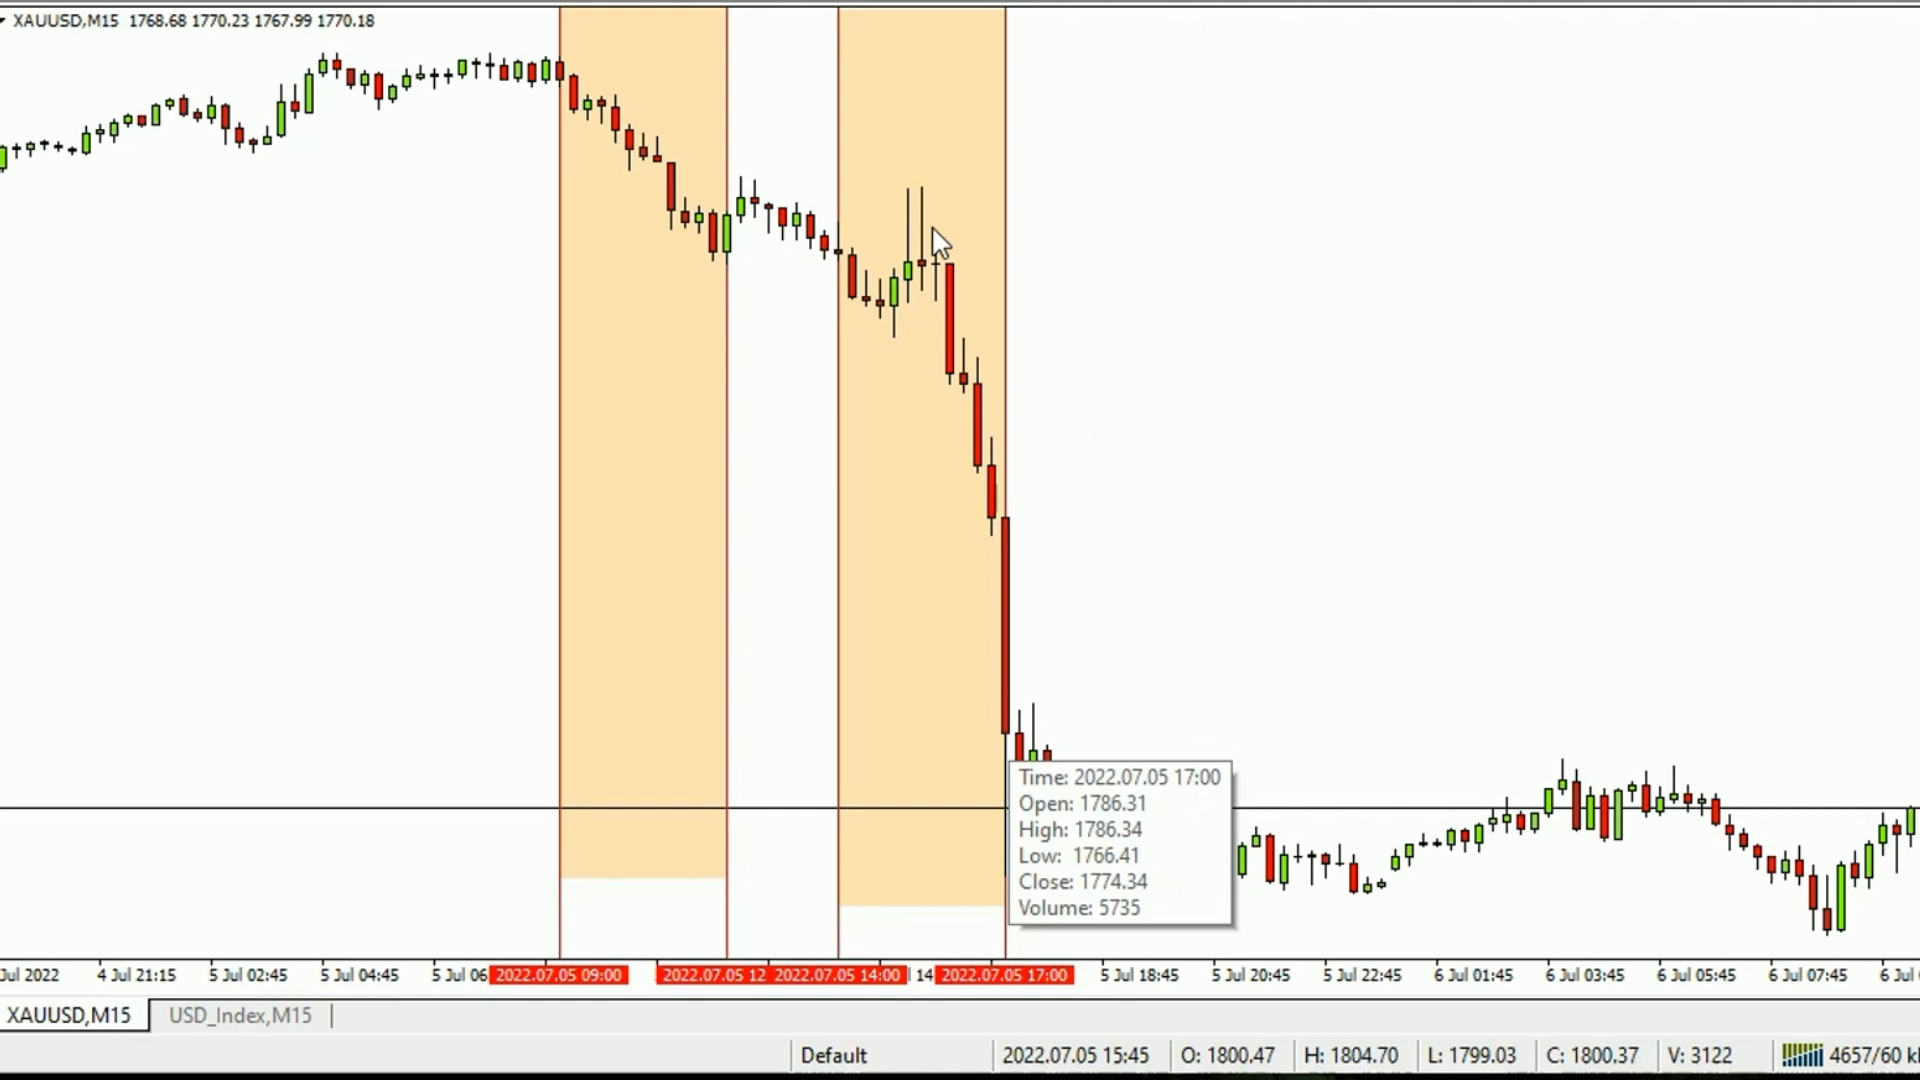 XAUUSD,M15 1768.68 1770.23 1767.99 1770.18
Time: 2022.07.05 17:00
Open: 1786.31
High: 1786.34
Low: 1766.41
Close: 1774.34
Volume: 5735
Jul 2022 4 Jul 21:15 5 Jul 02:45 5 Jul 04:45 5 Jul 06 2022.07.05 09:00 2022.07.05 12 2022.07.05 14:00 14 2022.07.05 17:00 5 Jul 18:45 5 Jul 20:45 5 Jul 22:45 6 Jul 01:45 6 Jul 03:45 6 Jul 05:45 6 Jul 07:45 6 Jul
XAUUSD,M15 USD_Index,M15
Default 2022.07.05 15:45 O: 1800.47 H: 1804.70 L: 1799.03 C: 1800.37 V: 3122 4657/60 k